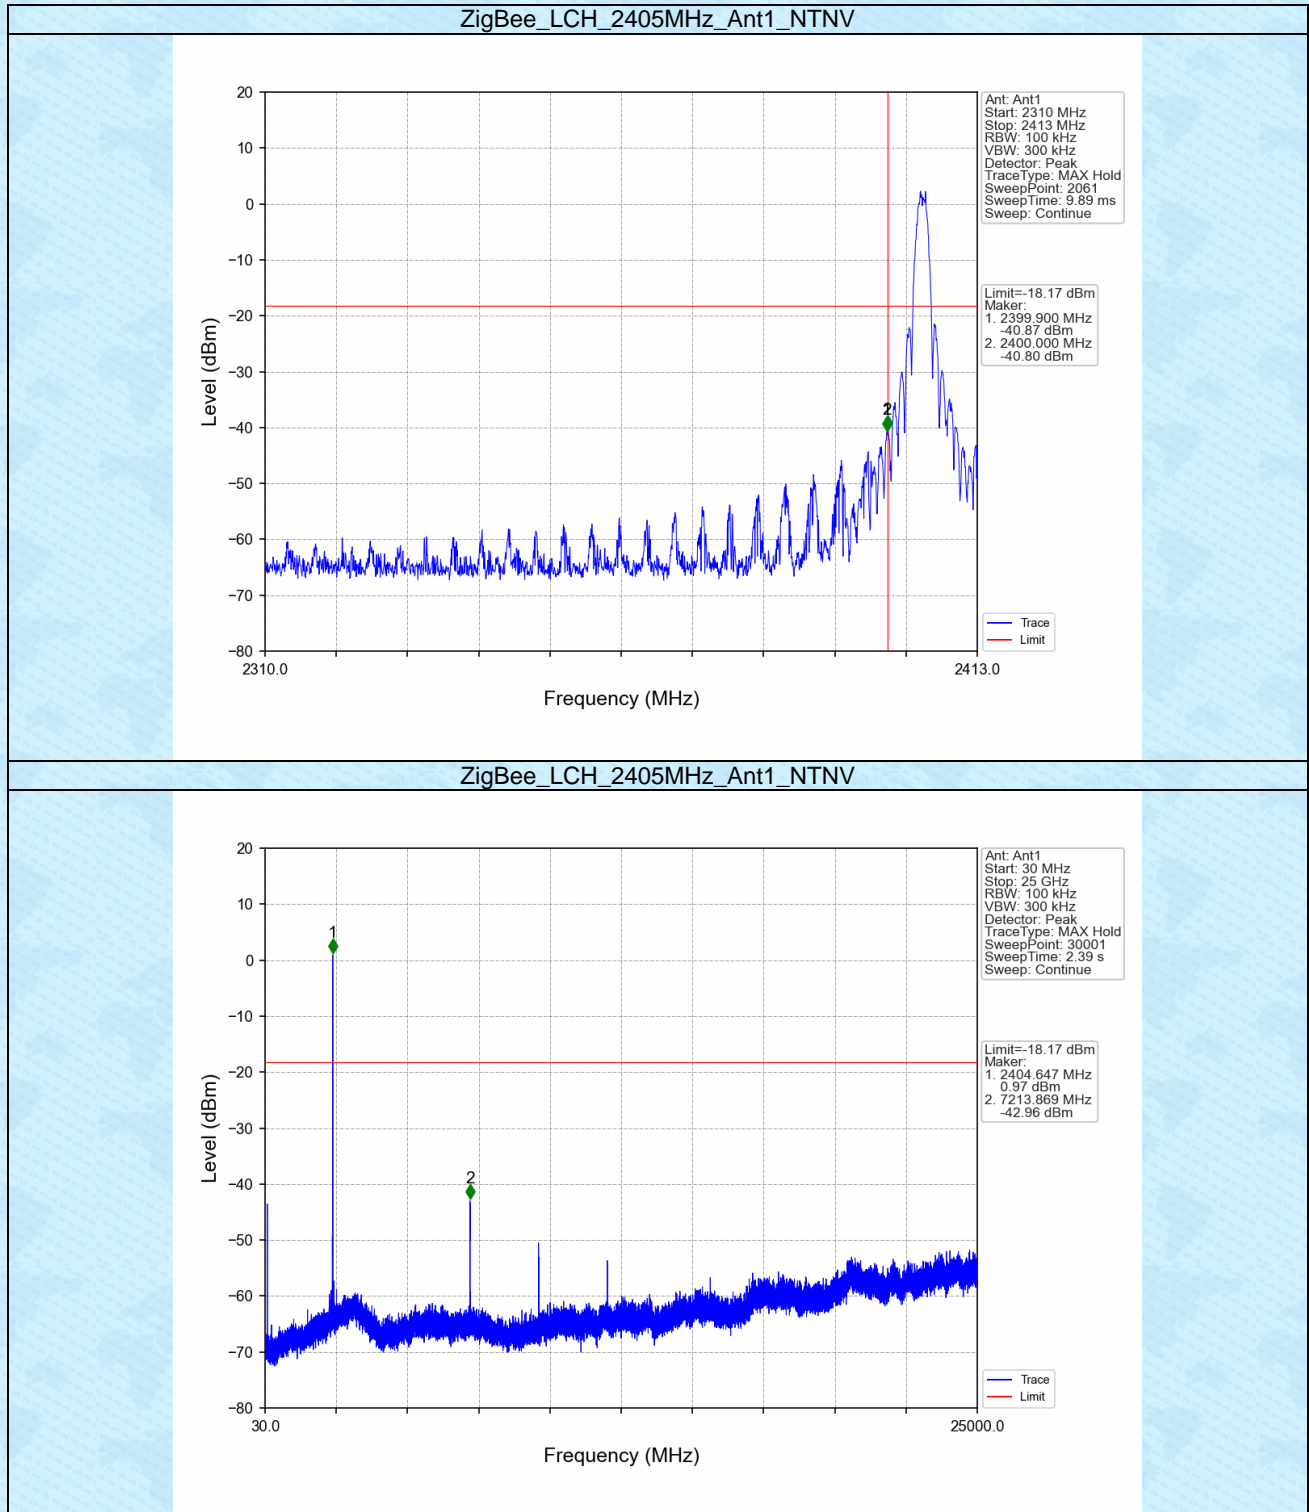 ZigBee_LCH_2405MHz_Ant1_NTNV
20
10
0
−10
−20
−30
−40
−50
−60
−70
−80
Level (dBm)
2310.0
2413.0
Frequency (MHz)
2
Ant: Ant1
Start: 2310 MHz
Stop: 2413 MHz
RBW: 100 kHz
VBW: 300 kHz
Detector: Peak
TraceType: MAX Hold
SweepPoint: 2061
SweepTime: 9.89 ms
Sweep: Continue
Limit=-18.17 dBm
Maker:
1. 2399.900 MHz
-40.87 dBm
2. 2400.000 MHz
-40.80 dBm
Trace
Limit
ZigBee_LCH_2405MHz_Ant1_NTNV
20
10
0
−10
−20
−30
−40
−50
−60
−70
−80
Level (dBm)
30.0
25000.0
Frequency (MHz)
1
2
Ant: Ant1
Start: 30 MHz
Stop: 25 GHz
RBW: 100 kHz
VBW: 300 kHz
Detector: Peak
TraceType: MAX Hold
SweepPoint: 30001
SweepTime: 2.39 s
Sweep: Continue
Limit=-18.17 dBm
Maker:
1. 2404.647 MHz
0.97 dBm
2. 7213.869 MHz
-42.96 dBm
Trace
Limit